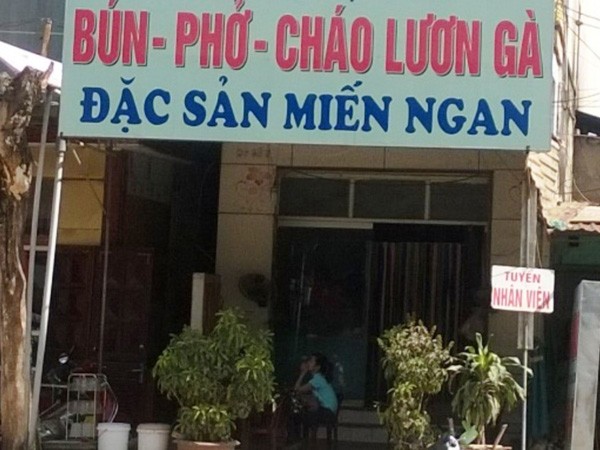 BÚN - PHỞ - CHÁO LƯƠN GÀ
ĐẶC SẢN MIẾN NGAN
TUYỂN
NHÂN VIÊN